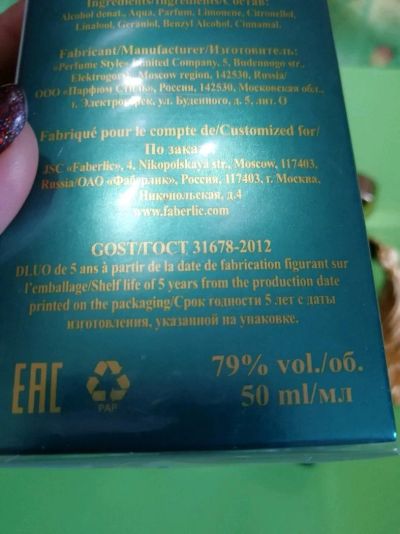 Ingrédients/Ingredients/Состав:
Alcohol denat., Aqua, Parfum, Limonene, Citronellol,
Linalool, Geraniol, Benzyl Alcohol, Cinnamal.
Fabricant/Manufacturer/Изготовитель:
«Perfume Style» Limited Company, 5, Budennogo str.,
Elektrogorsk, Moscow region, 142530, Russia/
ООО «Парфюм Стиль», Россия, 142530, Московская обл.,
г. Электрогорск, ул. Буденного, д. 5, лит. О
Fabriqué pour le compte de/Customized for/
По заказу:
JSC «Faberlic», 4, Nikopolskaya str., Moscow, 117403,
Russia/ОАО «Фаберлик», Россия, 117403, г. Москва,
Никопольская, д.4
www.faberlic.com
GOST/ГОСТ 31678-2012
DLUO de 5 ans à partir de la date de fabrication figurant sur
l'emballage/Shelf life of 5 years from the production date
printed on the packaging/Срок годности 5 лет с даты
изготовления, указанной на упаковке.
79% vol./об.
50 ml/мл
EAC
PAP